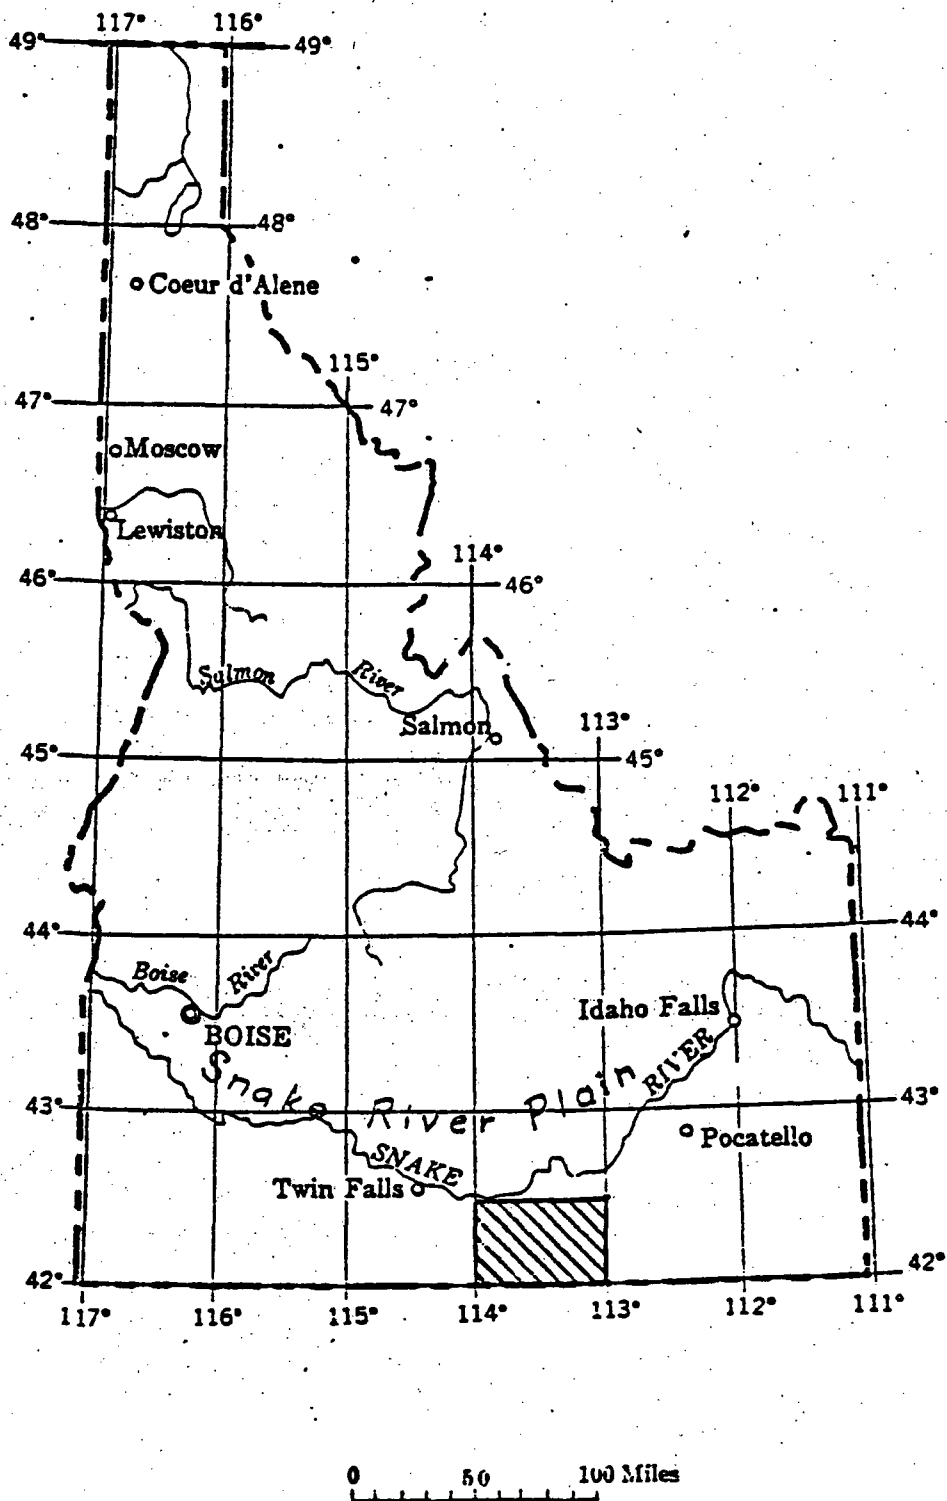 117° 116°
49° 49°
48° 48°
Coeur d'Alene
115°
47° 47°
Moscow
Lewiston
114°
46° 46°
Salmon River
Salmon
113°
45° 45°
112° 111°
44° 44°
Boise River
Idaho Falls
BOISE
Snake River Plain
RIVER
43° 43°
Pocatello
SNAKE
Twin Falls
42° 42°
117° 116° 115° 114° 113° 112° 111°
0 50 100 Miles